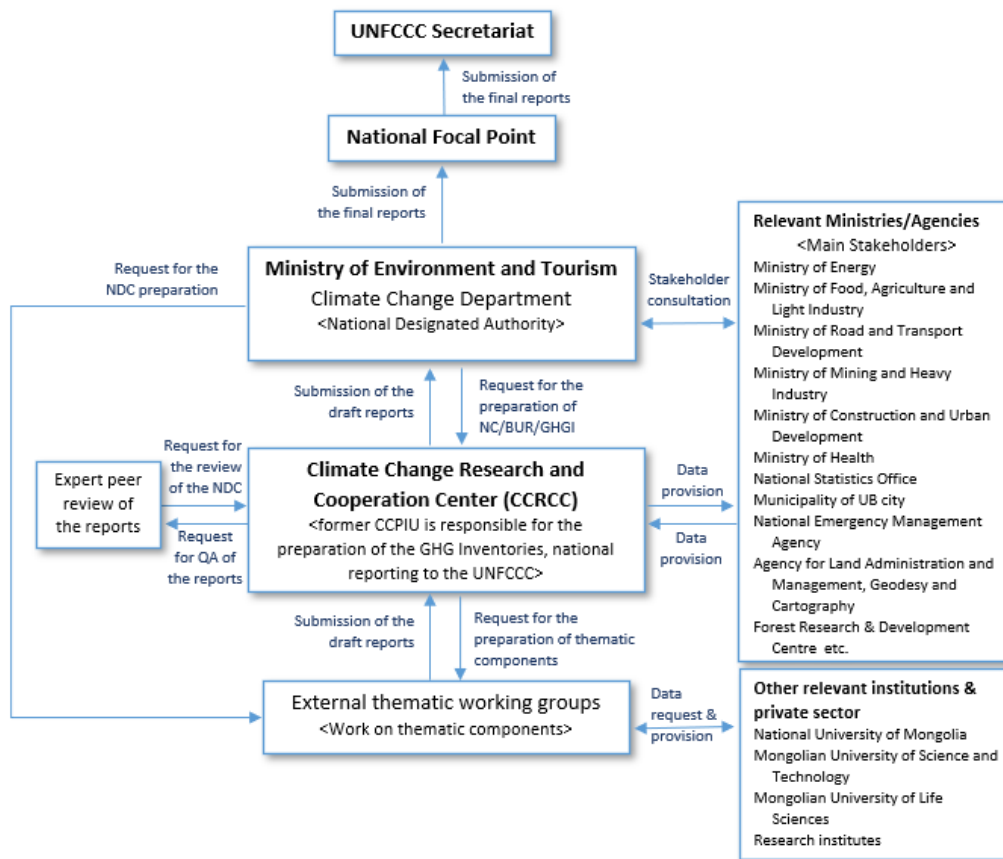 UNFCCC Secretariat
Submission of
the final reports
National Focal Point
Submission of
the final reports
Request for the
NDC preparation
Ministry of Environment and Tourism
Climate Change Department
<National Designated Authority>
Stakeholder
consultation
Relevant Ministries/Agencies
<Main Stakeholders>
Ministry of Energy
Ministry of Food, Agriculture and
Light Industry
Ministry of Road and Transport
Development
Ministry of Mining and Heavy
Industry
Ministry of Construction and Urban
Development
Ministry of Health
National Statistics Office
Municipality of UB city
National Emergency Management
Agency
Agency for Land Administration and
Management, Geodesy and
Cartography
Forest Research & Development
Centre etc.
Submission of the
draft reports
Request for the
preparation of
NC/BUR/GHGI
Expert peer
review of
the reports
Request for
the review
of the NDC
Request
for QA of
the reports
Climate Change Research and
Cooperation Center (CCRCC)
<former CCPIU is responsible for the
preparation of the GHG Inventories, national
reporting to the UNFCCC>
Data
provision
Data
provision
Submission of the
draft reports
Request for the
preparation of thematic
components
External thematic working groups
<Work on thematic components>
Data
request &
provision
Other relevant institutions &
private sector
National University of Mongolia
Mongolian University of Science and
Technology
Mongolian University of Life
Sciences
Research institutes